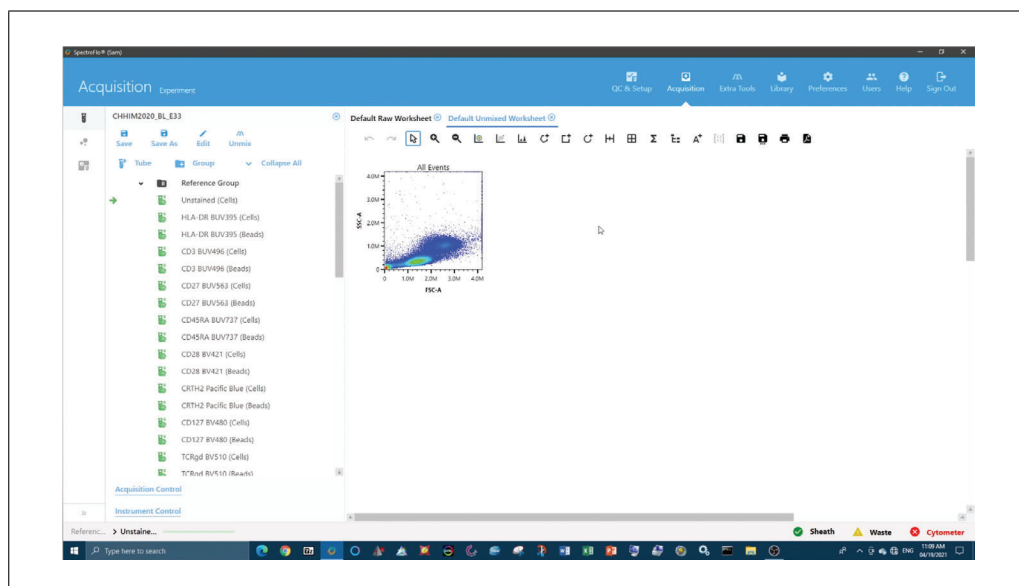 SpectroFlo® (Sam)
Acquisition Experiment
QC & Setup Acquisition Extra Tools Library Preferences Users Help Sign Out
CHHIM2020_BL_E33
Default Raw Worksheet Default Unmixed Worksheet
Save Save As Edit Unmix
Tube Group Collapse All
Reference Group
Unstained (Cells)
HLA-DR BUV395 (Cells)
HLA-DR BUV395 (Beads)
CD3 BUV496 (Cells)
CD3 BUV496 (Beads)
CD27 BUV563 (Cells)
CD27 BUV563 (Beads)
CD45RA BUV737 (Cells)
CD45RA BUV737 (Beads)
CD28 BV421 (Cells)
CD28 BV421 (Beads)
CRTH2 Pacific Blue (Cells)
CRTH2 Pacific Blue (Beads)
CD127 BV480 (Cells)
CD127 BV480 (Beads)
TCRgd BV510 (Cells)
TCRgd BV510 (Beads)
Acquisition Control
Instrument Control
All Events
4.0M
3.0M
2.0M
1.0M
0
SSC-A
0 1.0M 2.0M 3.0M 4.0M
FSC-A
Referenc... > Unstaine...
Sheath Waste Cytometer
Type here to search
ENG
11:09 AM
04/19/2021